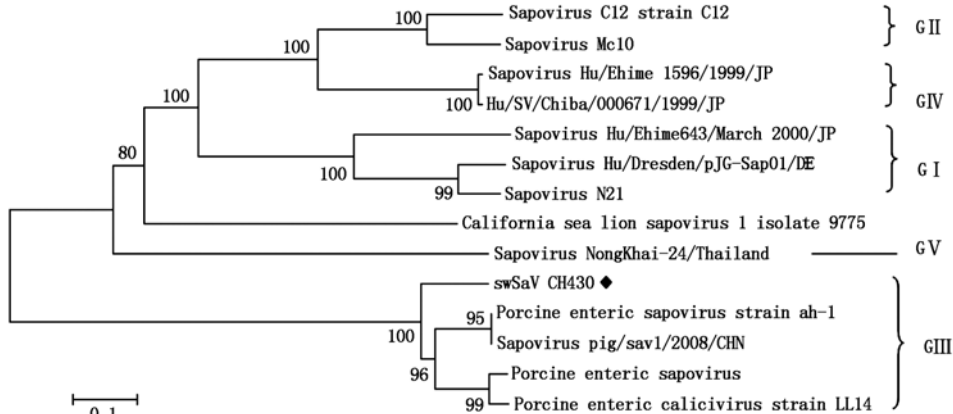 Sapovirus C12 strain C12
100
GII
100
Sapovirus Mc10
Sapovirus Hu/Ehime 1596/1999/JP
100
100
Hu/SV/Chiba/000671/1999/JP
GIV
Sapovirus Hu/Ehime643/March 2000/JP
80
Sapovirus Hu/Dresden/pJG-Sap01/DE
GI
100
99
Sapovirus N21
California sea lion sapovirus 1 isolate 9775
Sapovirus NongKhai-24/Thailand
GV
swSaV CH430
Porcine enteric sapovirus strain ah-1
95
100
Sapovirus pig/sav1/2008/CHN
GIII
96
Porcine enteric sapovirus
99
Porcine enteric calicivirus strain LL14
0.1